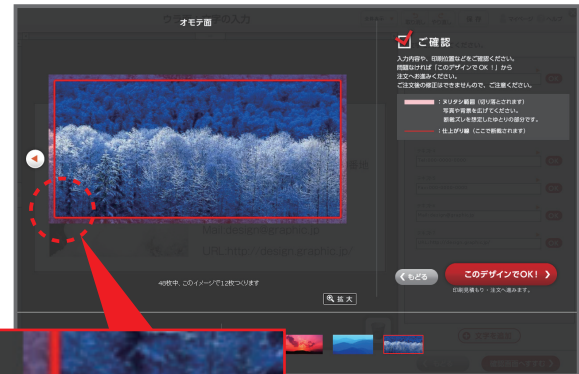 オモテ面
48枚中、このイメージで12枚つくります
拡大
ご確認
入力内容や、印刷位置などをご確認ください。
問題なければ「このデザインでOK！」から
注文へお進みください。
ご注文後の修正はできませんので、ご注意ください。
：ヌリタシ範囲（切り落とされます）
写真や背景を広げてください。
断裁ズレを想定したゆとりの部分です。
：仕上がり線（ここで断裁されます）
もどる
このデザインでOK！
印刷見積もり・注文へ進みます。
URL:http://design.graphic.jp/